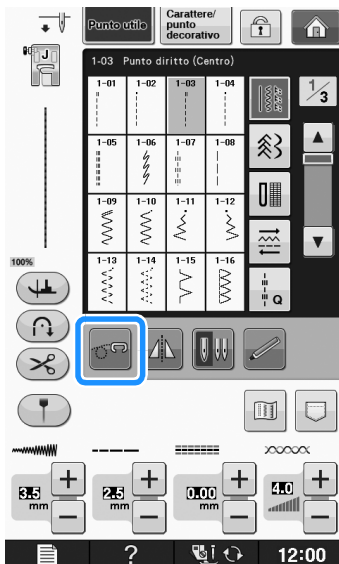 Punto utile
Carattere/
punto
decorativo
J
1-03 Punto diritto (Centro)
1/3
1-01 1-02 1-03 1-04
1-05 1-06 1-07 1-08
1-09 1-10 1-11 1-12
1-13 1-14 1-15 1-16
100%
Q
3.5 mm
2.5 mm
0.00 mm
4.0
?
12:00